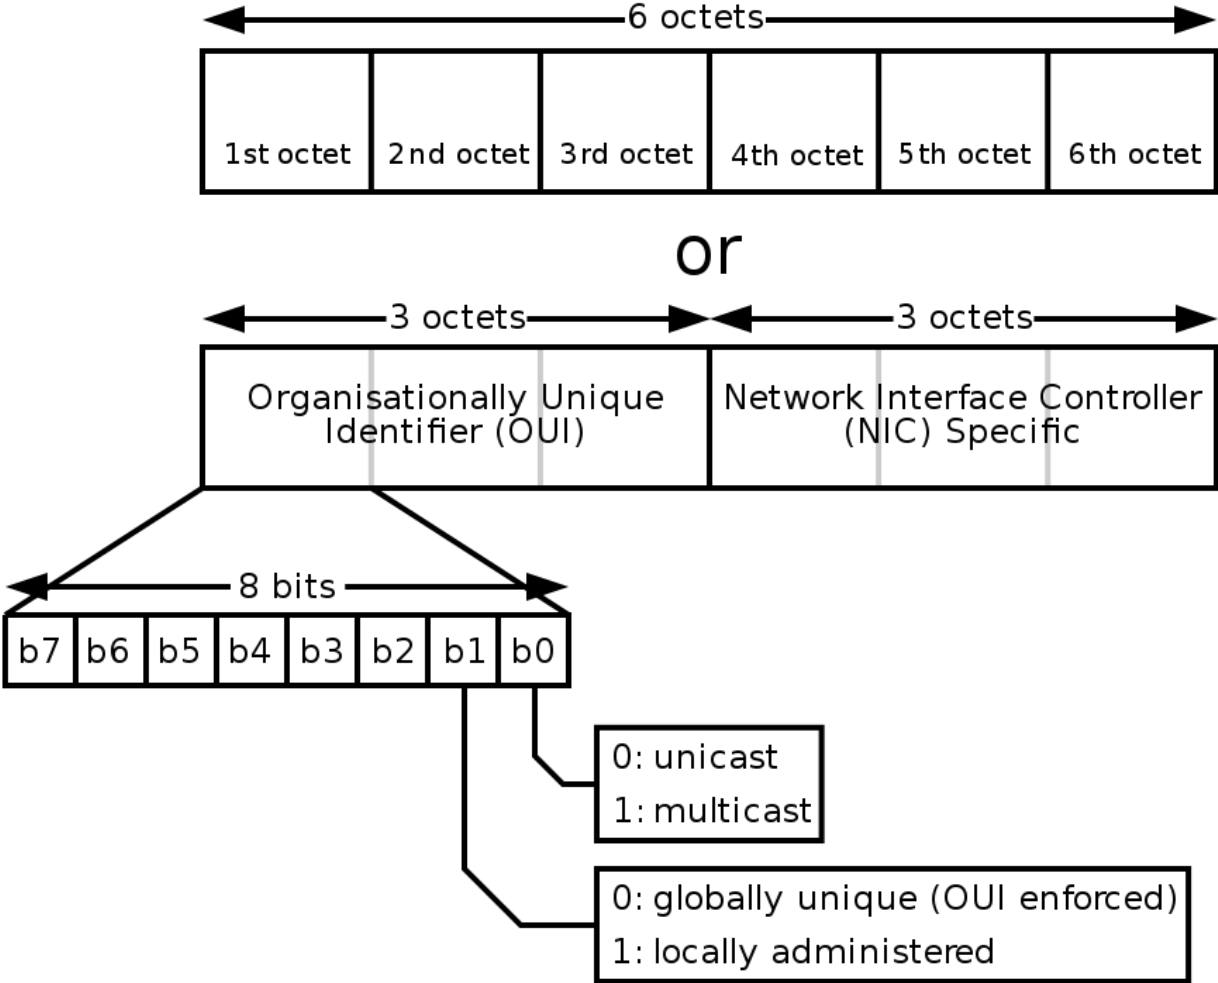 6 octets
1st octet 2nd octet 3rd octet 4th octet 5th octet 6th octet
or
3 octets 3 octets
Organisationally Unique
Identifier (OUI)
Network Interface Controller
(NIC) Specific
8 bits
b7 b6 b5 b4 b3 b2 b1 b0
0: unicast
1: multicast
0: globally unique (OUI enforced)
1: locally administered